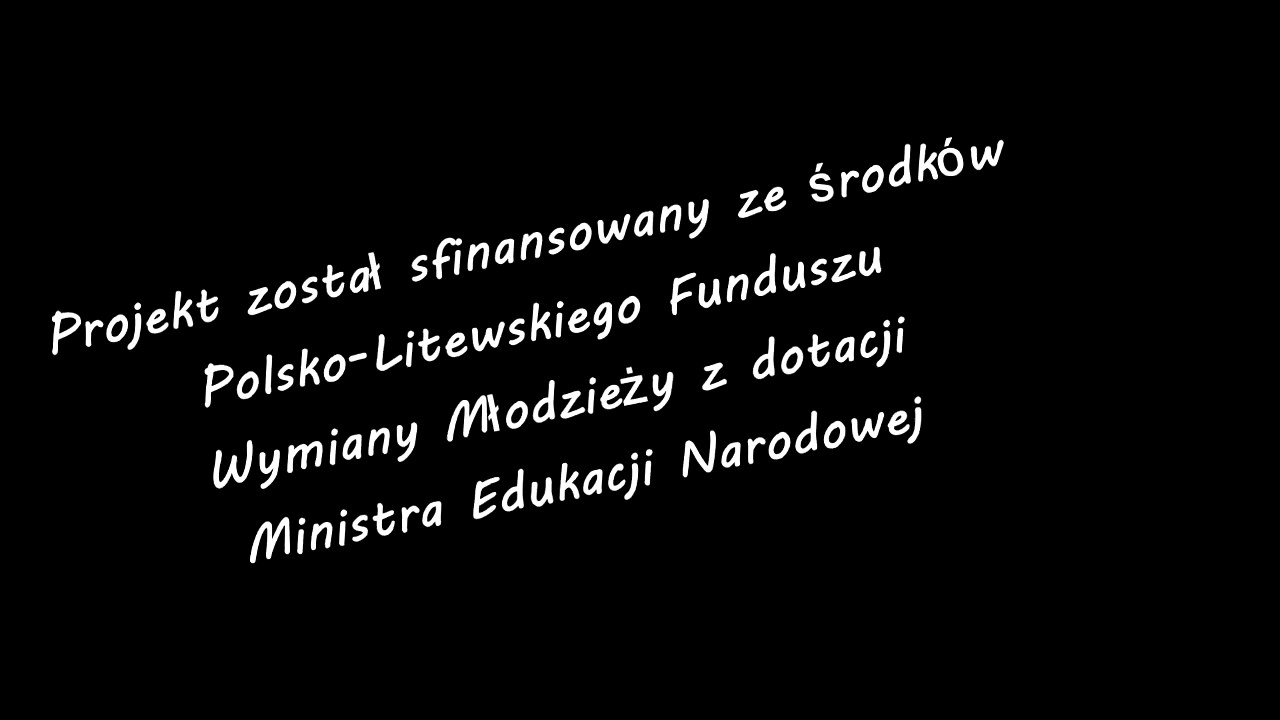 Projekt został sfinansowany ze środków
Polsko-Litewskiego Funduszu
Wymiany Młodzieży z dotacji
Ministra Edukacji Narodowej